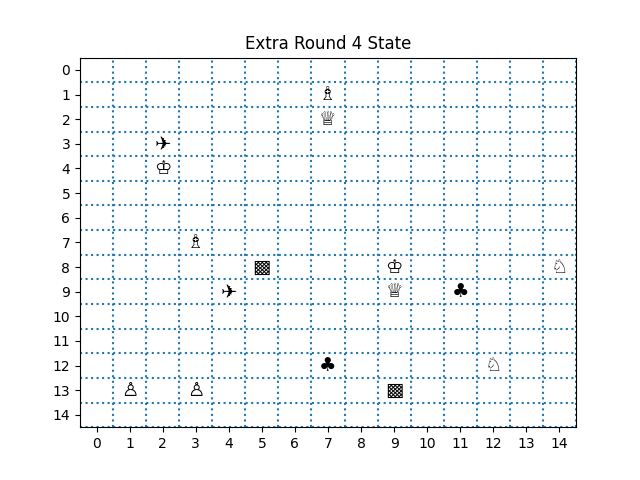 Extra Round 4 State
0
1 ♗
2 ♕
3 ✈
4 ♔
5
6
7 ♗
8 ▩ ♔ ♘
9 ✈ ♕ ♣
10
11
12 ♣ ♘
13 ♙ ♙ ▩
14
0 1 2 3 4 5 6 7 8 9 10 11 12 13 14